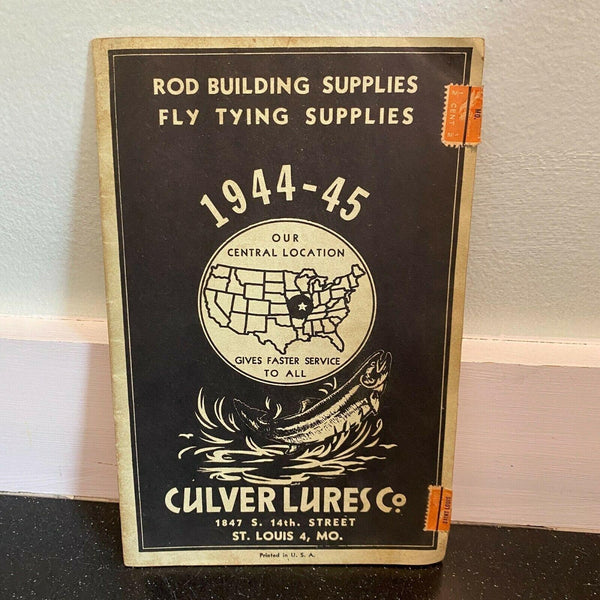 ROD BUILDING SUPPLIES
FLY TYING SUPPLIES
MO.
1944-45
OUR
CENTRAL LOCATION
GIVES FASTER SERVICE
TO ALL
CULVER LURES Co
1847 S. 14th. STREET
ST. LOUIS 4, MO.
Printed in U. S. A.